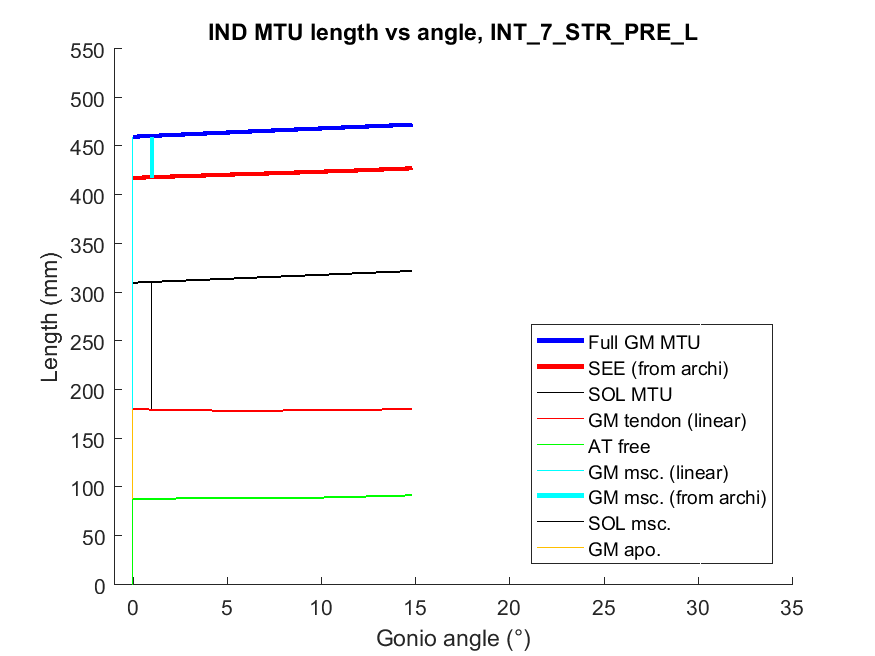 IND MTU length vs angle, INT_7_STR_PRE_L
550
500
450
400
350
300
250
200
150
100
50
0
Length (mm)
0 5 10 15 20 25 30 35
Gonio angle (°)
Full GM MTU
SEE (from archi)
SOL MTU
GM tendon (linear)
AT free
GM msc. (linear)
GM msc. (from archi)
SOL msc.
GM apo.